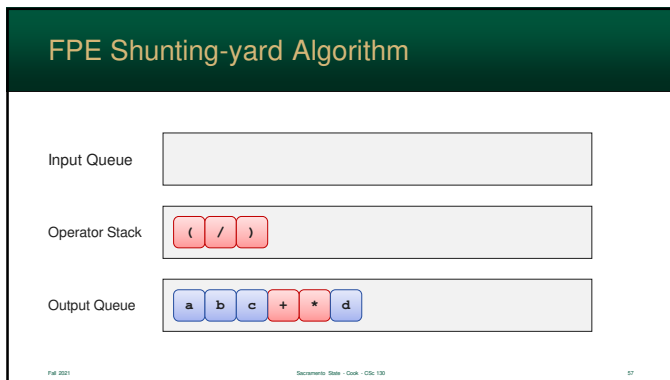 FPE Shunting-yard Algorithm
Input Queue
Operator Stack ( / )
Output Queue a b c + * d
Fall 2021 Sacramento State - Cook - CSc 130 57